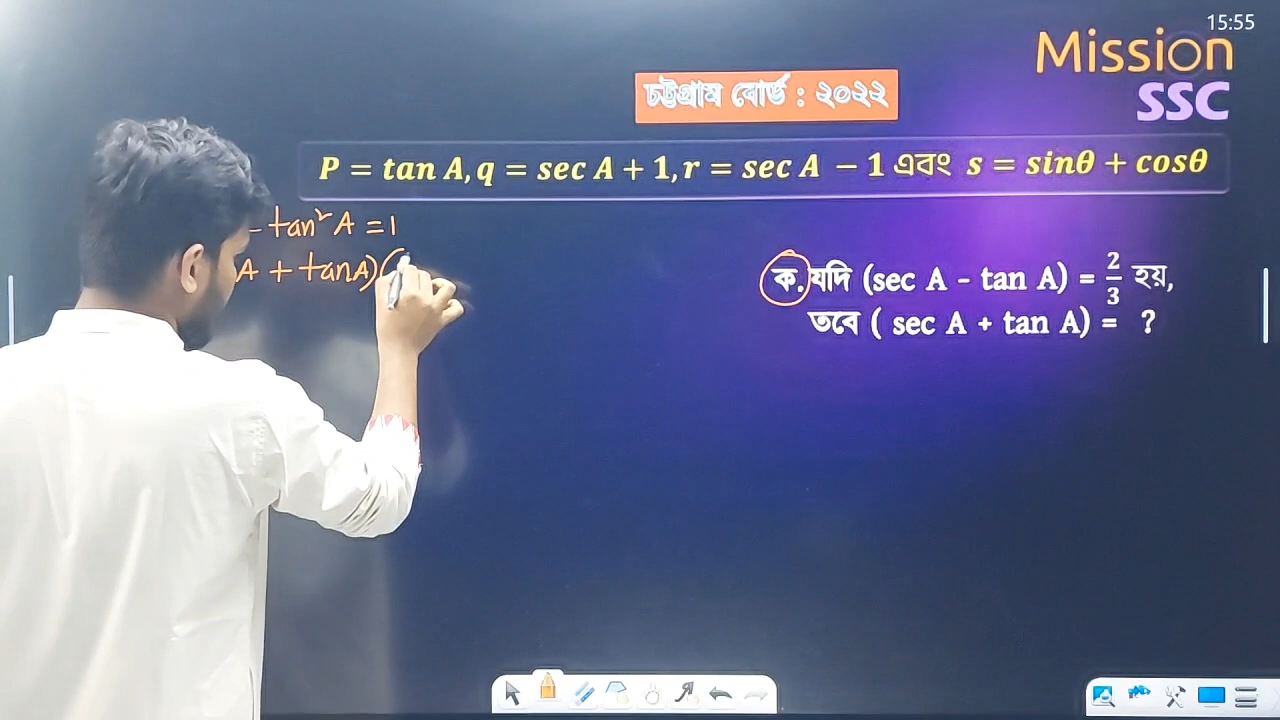 15:55
Mission
SSC
চট্টগ্রাম বোর্ড : ২০২২
P = tan A, q = sec A + 1, r = sec A − 1 এবং s = sinθ + cosθ
- tan² A = 1
A + tanA) (
ক. যদি (sec A - tan A) = 2/3 হয়,
তবে ( sec A + tan A) = ?